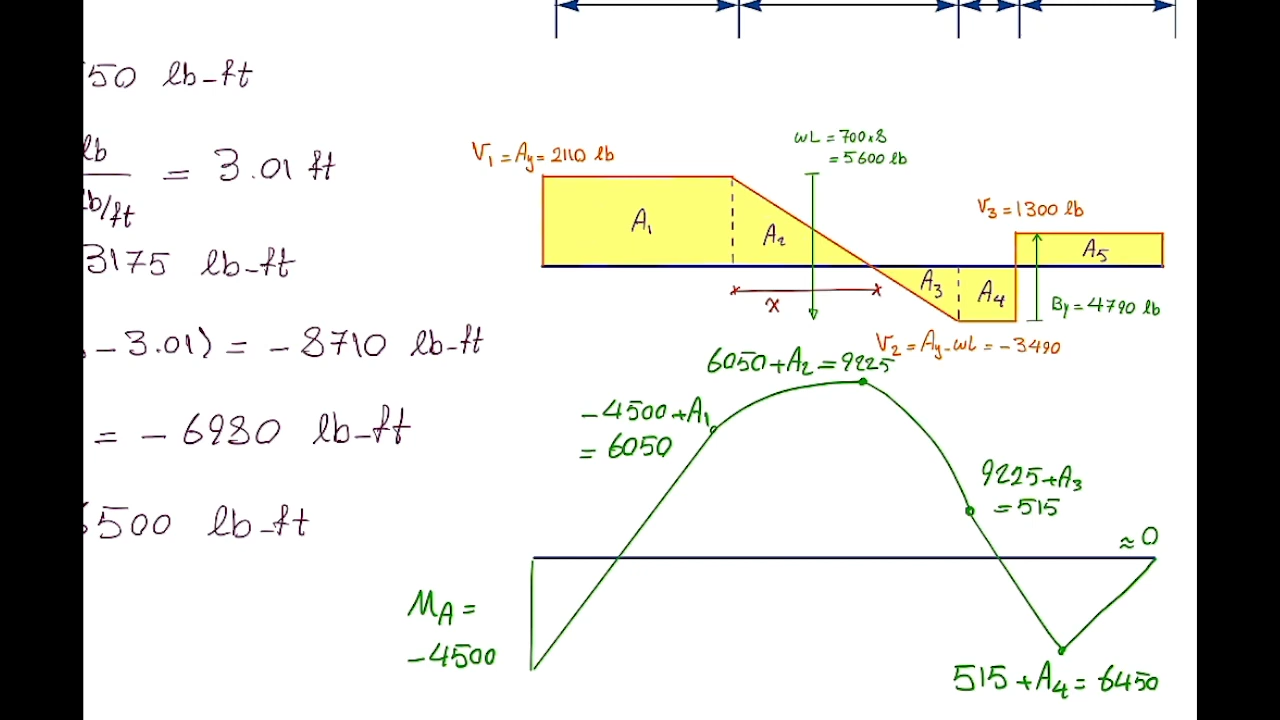 50 lb-ft
lb
= 3.01 ft
lb/ft
3175 lb-ft
- 3.01) = - 8710 lb-ft
= - 6980 lb-ft
6500 lb-ft
wL = 700×8
= 5600 lb
V₁ = Ay = 2110 lb
V₃ = 1300 lb
A₁
A₂
A₃
A₄
A₅
x
By = 4790 lb
V₂ = Ay-wL = -3490
6050+A₂ = 9225
-4500+A₁
= 6050
9225+A₃
= 515
≈ 0
MA =
-4500
515 + A₄ = 6450